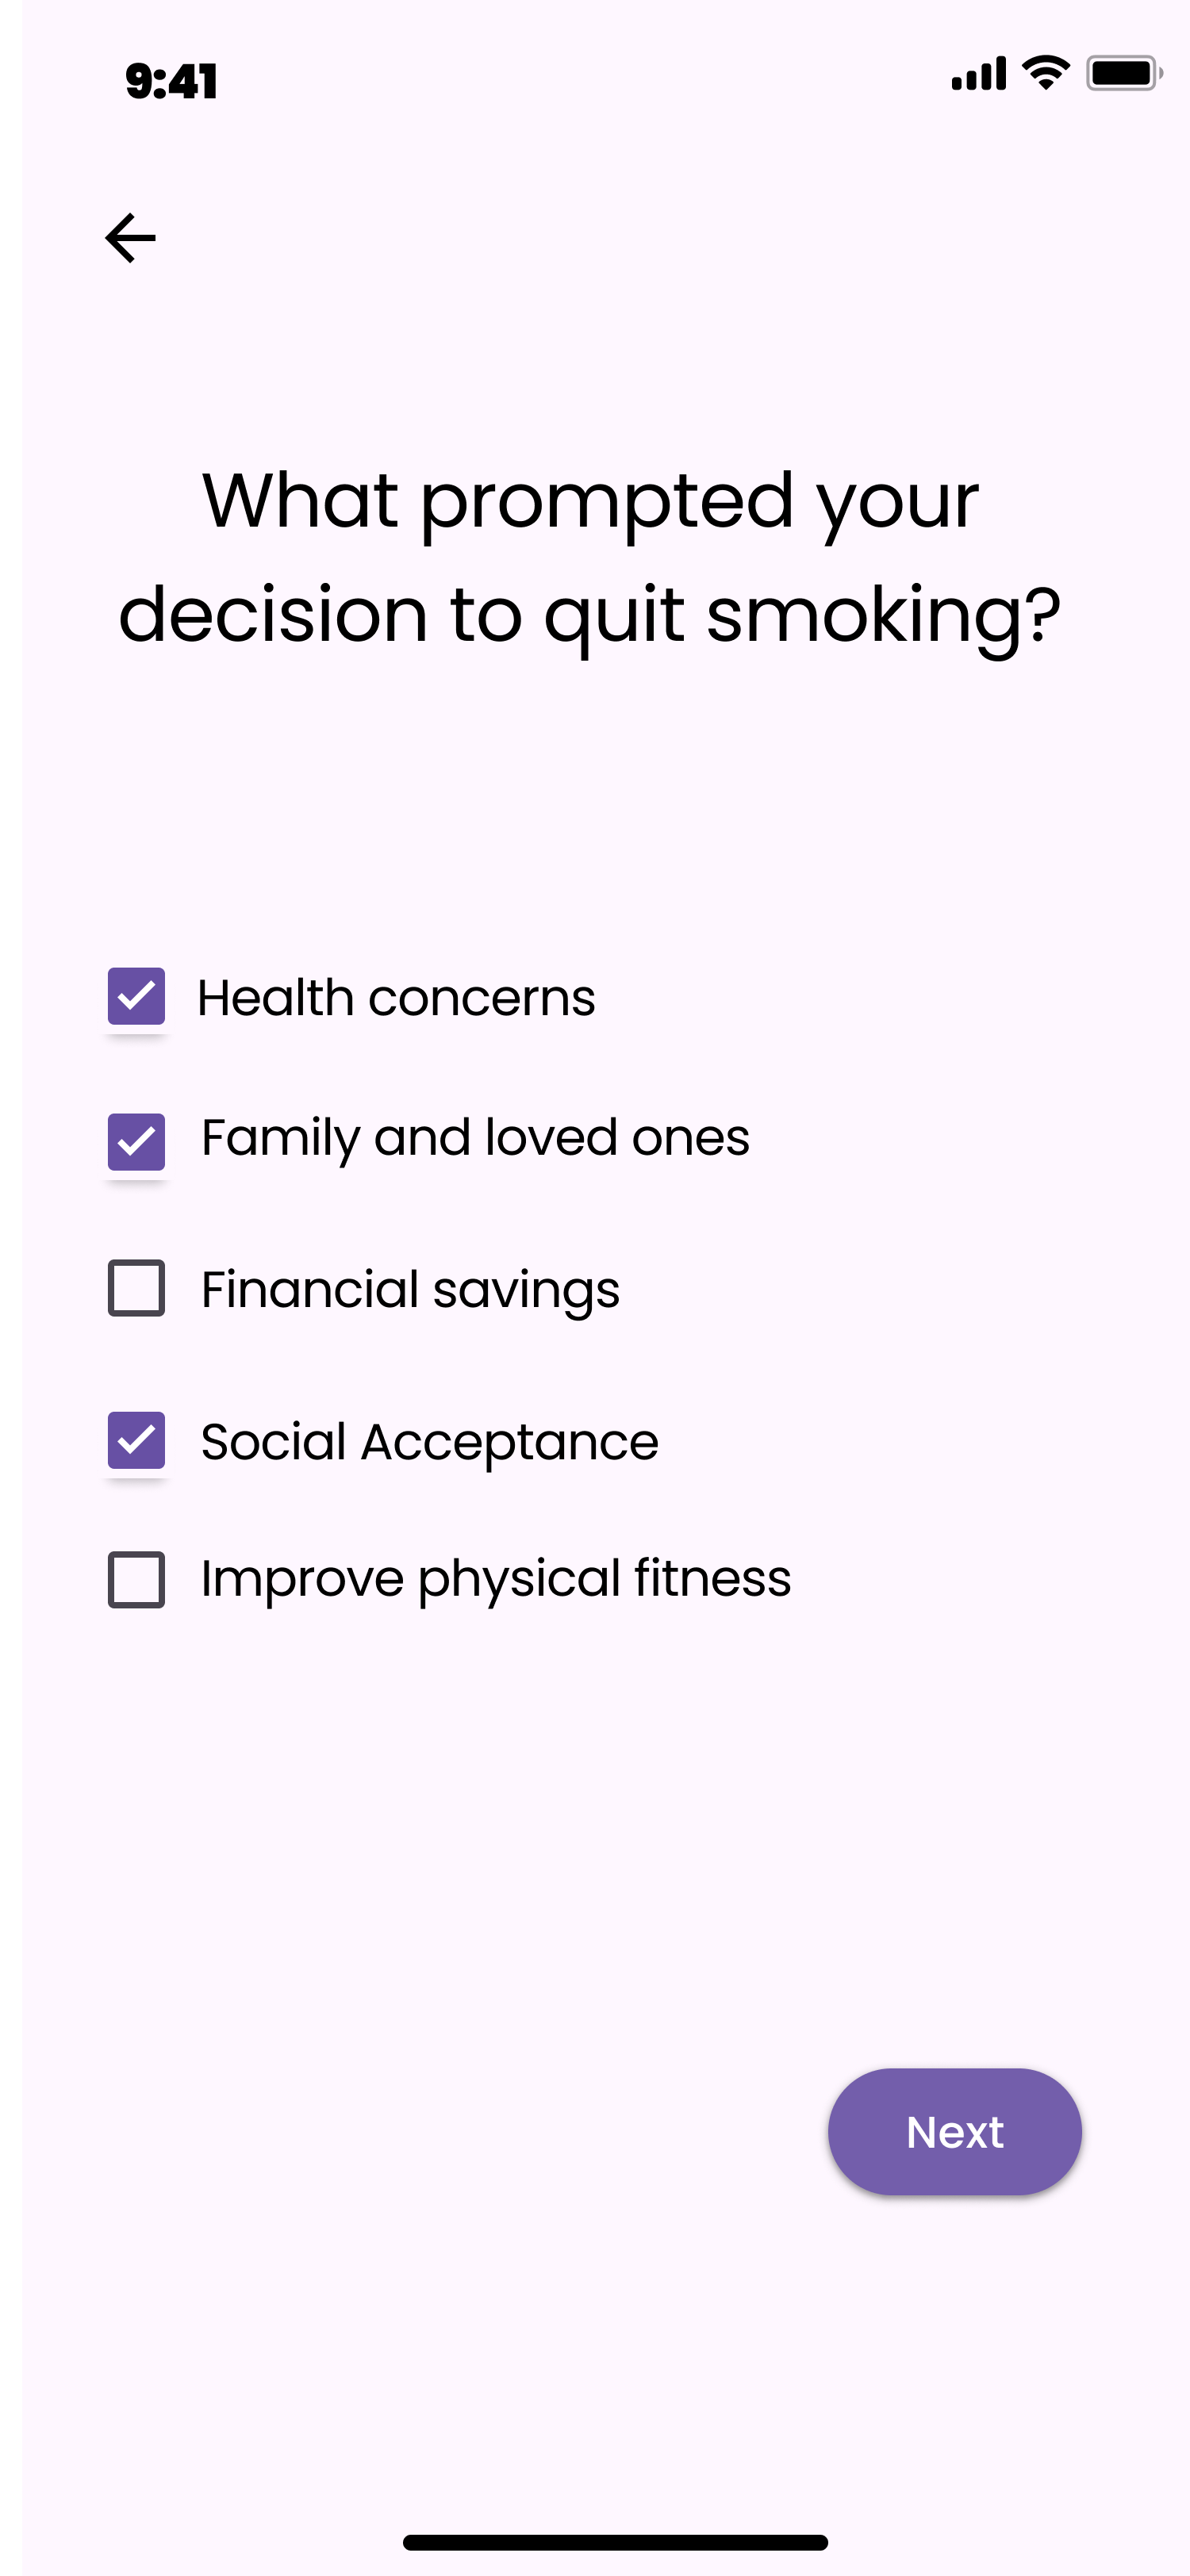 9:41
What prompted your
decision to quit smoking?
Health concerns
Family and loved ones
Financial savings
Social Acceptance
Improve physical fitness
Next